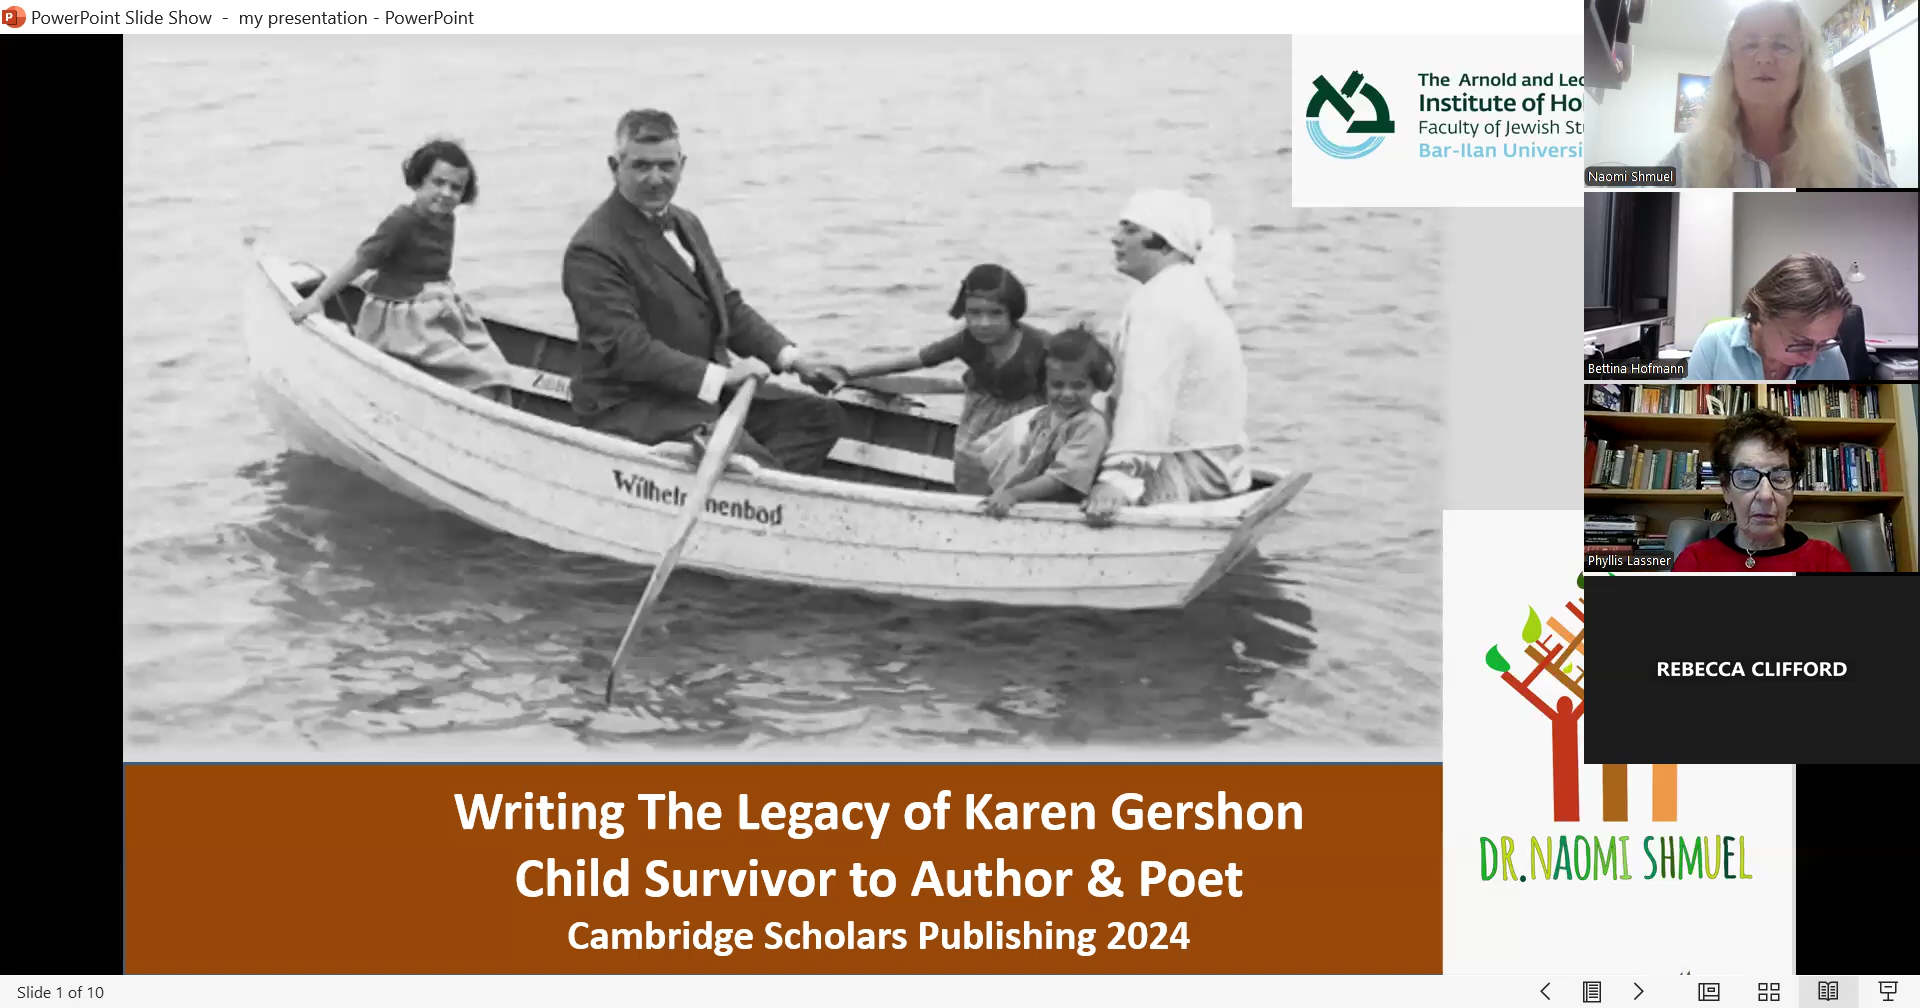 PowerPoint Slide Show - my presentation - PowerPoint
The Arnold and Leo
Institute of Ho
Faculty of Jewish St
Bar-Ilan Universi
Naomi Shmuel
Bettina Hofmann
Phyllis Lassner
REBECCA CLIFFORD
Wilhel nenbad
DR. NAOMI SHMUEL
Writing The Legacy of Karen Gershon
Child Survivor to Author & Poet
Cambridge Scholars Publishing 2024
Slide 1 of 10